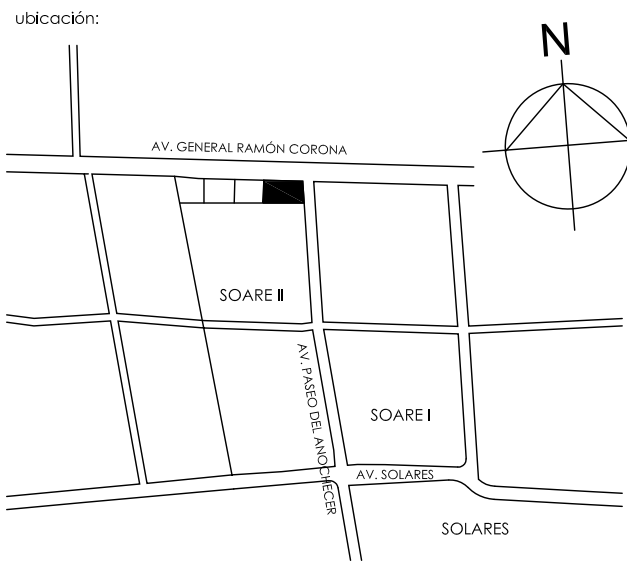 ubicación:
N
AV. GENERAL RAMÓN CORONA
SOARE II
AV. PASEO DEL ANOCHECER
SOARE I
AV. SOLARES
SOLARES